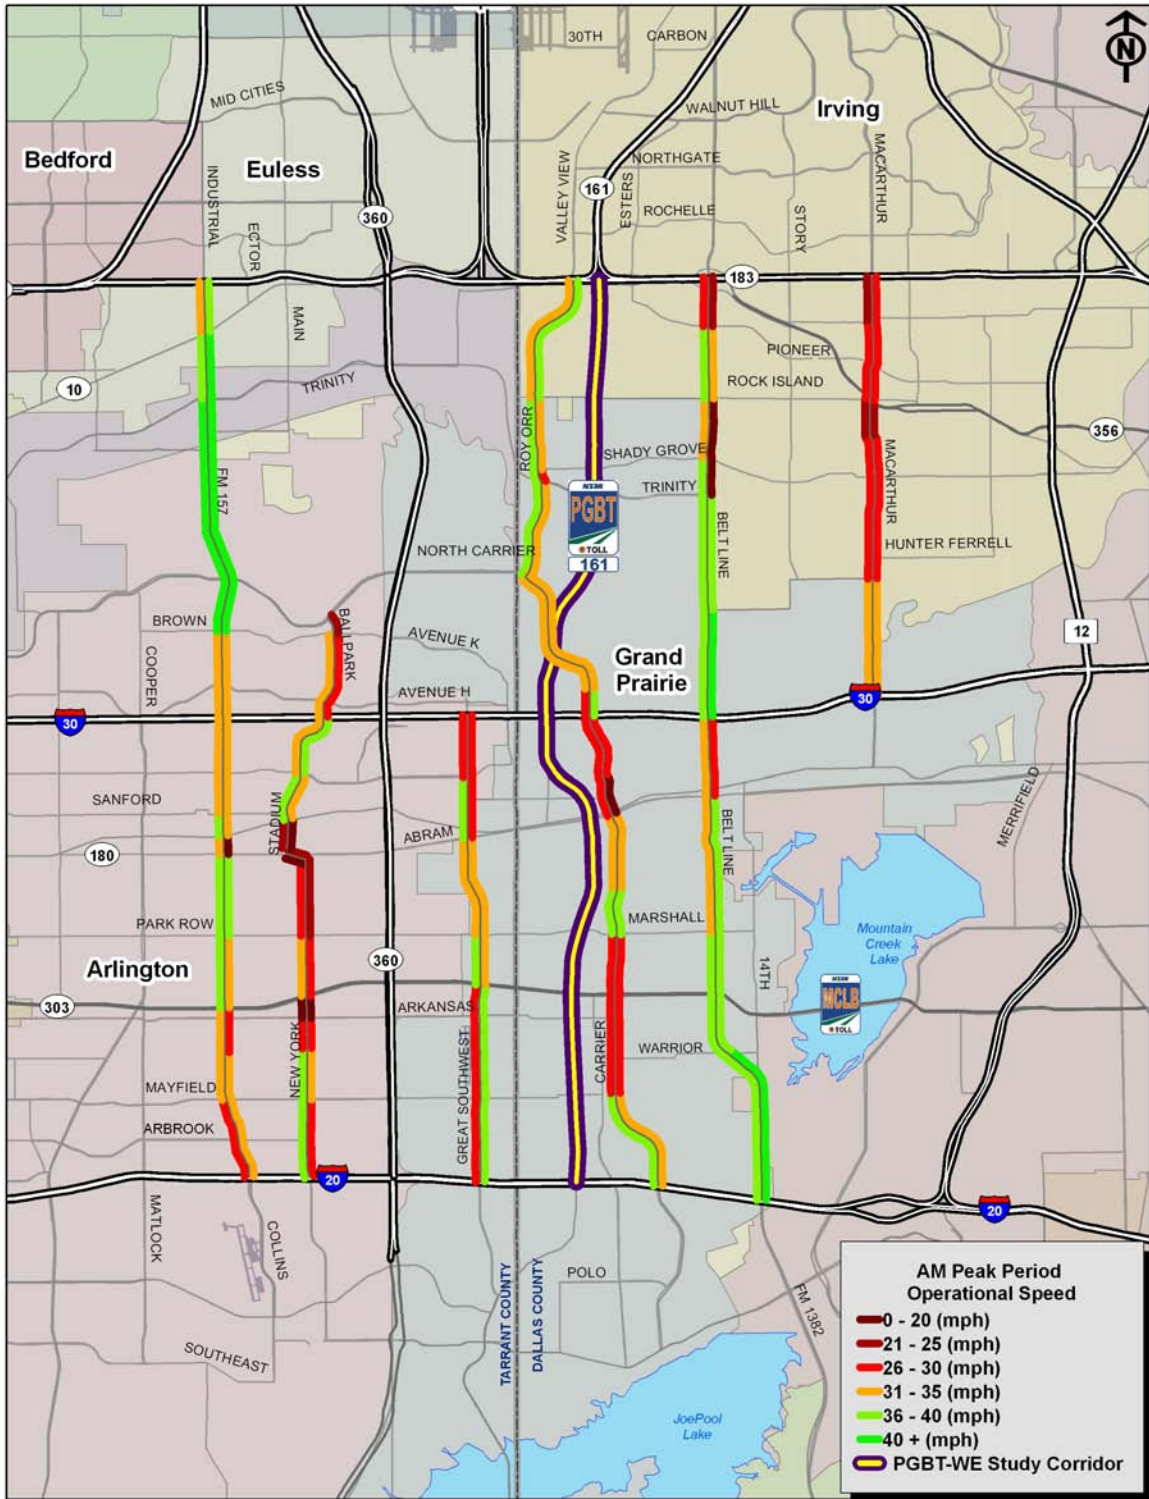 30TH
CARBON
N
MID CITIES
WALNUT HILL
Irving
Bedford
Euless
INDUSTRIAL
VALLEY VIEW
NORTHGATE
MACARTHUR
161
ESTERS
360
ROCHELLE
STORY
ECTOR
183
MAIN
PIONEER
10
TRINITY
ROCK ISLAND
ROY ORR
356
SHADY GROVE
FM 157
TRINITY
MACARTHUR
PGBT
TOLL
161
BELT LINE
NORTH CARRIER
HUNTER FERRELL
BROWN
BALLPARK
AVENUE K
12
COOPER
Grand
Prairie
AVENUE H
30
30
SANFORD
STADIUM
ABRAM
BELT LINE
MERRIFIELD
180
PARK ROW
MARSHALL
Mountain
Creek
Lake
Arlington
360
14TH
303
ARKANSAS
MCLB
TOLL
NEW YORK
GREAT SOUTHWEST
CARRIER
WARRIOR
MAYFIELD
ARBROOK
20
20
MATLOCK
COLLINS
TARRANT COUNTY
DALLAS COUNTY
POLO
FM 1382
SOUTHEAST
JoePool
Lake
AM Peak Period
Operational Speed
0 - 20 (mph)
21 - 25 (mph)
26 - 30 (mph)
31 - 35 (mph)
36 - 40 (mph)
40 + (mph)
PGBT-WE Study Corridor